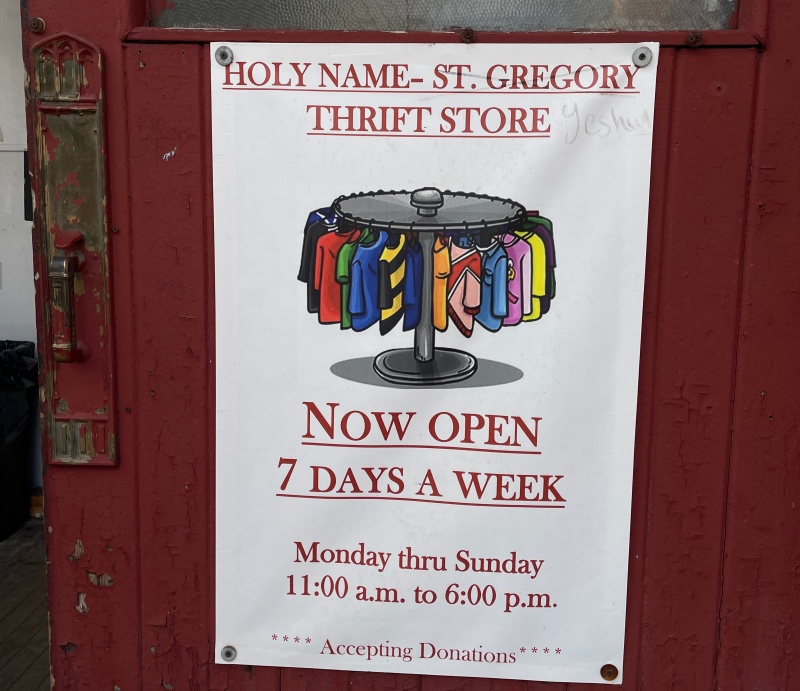 HOLY NAME– ST. GREGORY
THRIFT STORE
NOW OPEN
7 DAYS A WEEK
Monday thru Sunday
11:00 a.m. to 6:00 p.m.
**** Accepting Donations ****